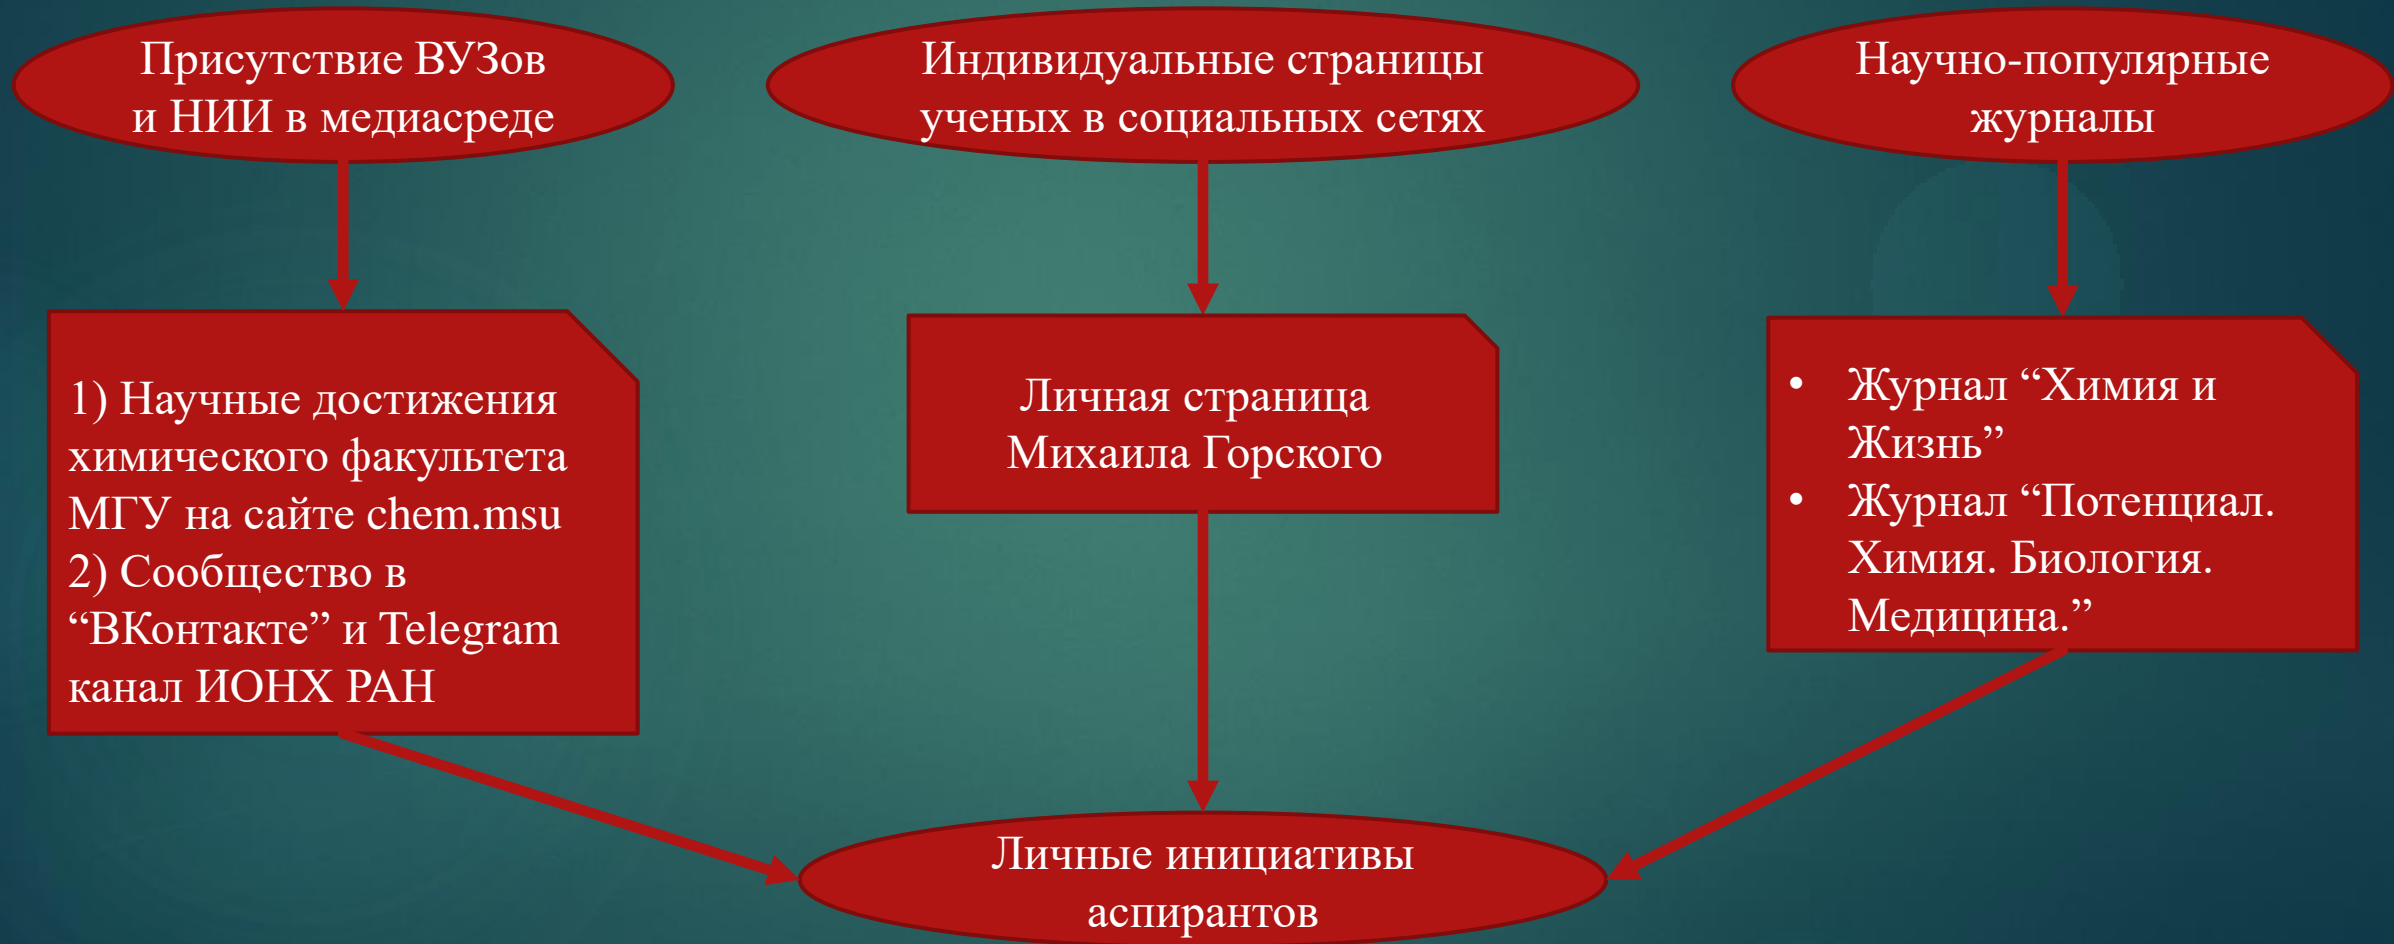 Присутствие ВУЗов
и НИИ в медиасреде
Индивидуальные страницы
ученых в социальных сетях
Научно-популярные
журналы
1) Научные достижения
химического факультета
МГУ на сайте chem.msu
2) Сообщество в
“ВКонтакте” и Telegram
канал ИОНХ РАН
Личная страница
Михаила Горского
• Журнал “Химия и
Жизнь”
• Журнал “Потенциал.
Химия. Биология.
Медицина.”
Личные инициативы
аспирантов